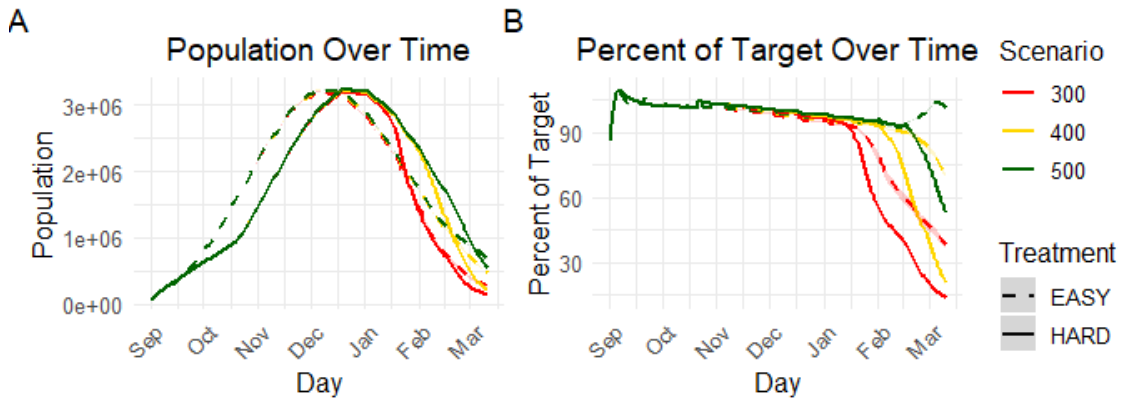 A
Population Over Time
Population
3e+06
2e+06
1e+06
0e+00
Sep
Oct
Nov
Dec
Jan
Feb
Mar
Day
B
Percent of Target Over Time
Percent of Target
90
60
30
Sep
Oct
Nov
Dec
Jan
Feb
Mar
Day
Scenario
300
400
500
Treatment
EASY
HARD